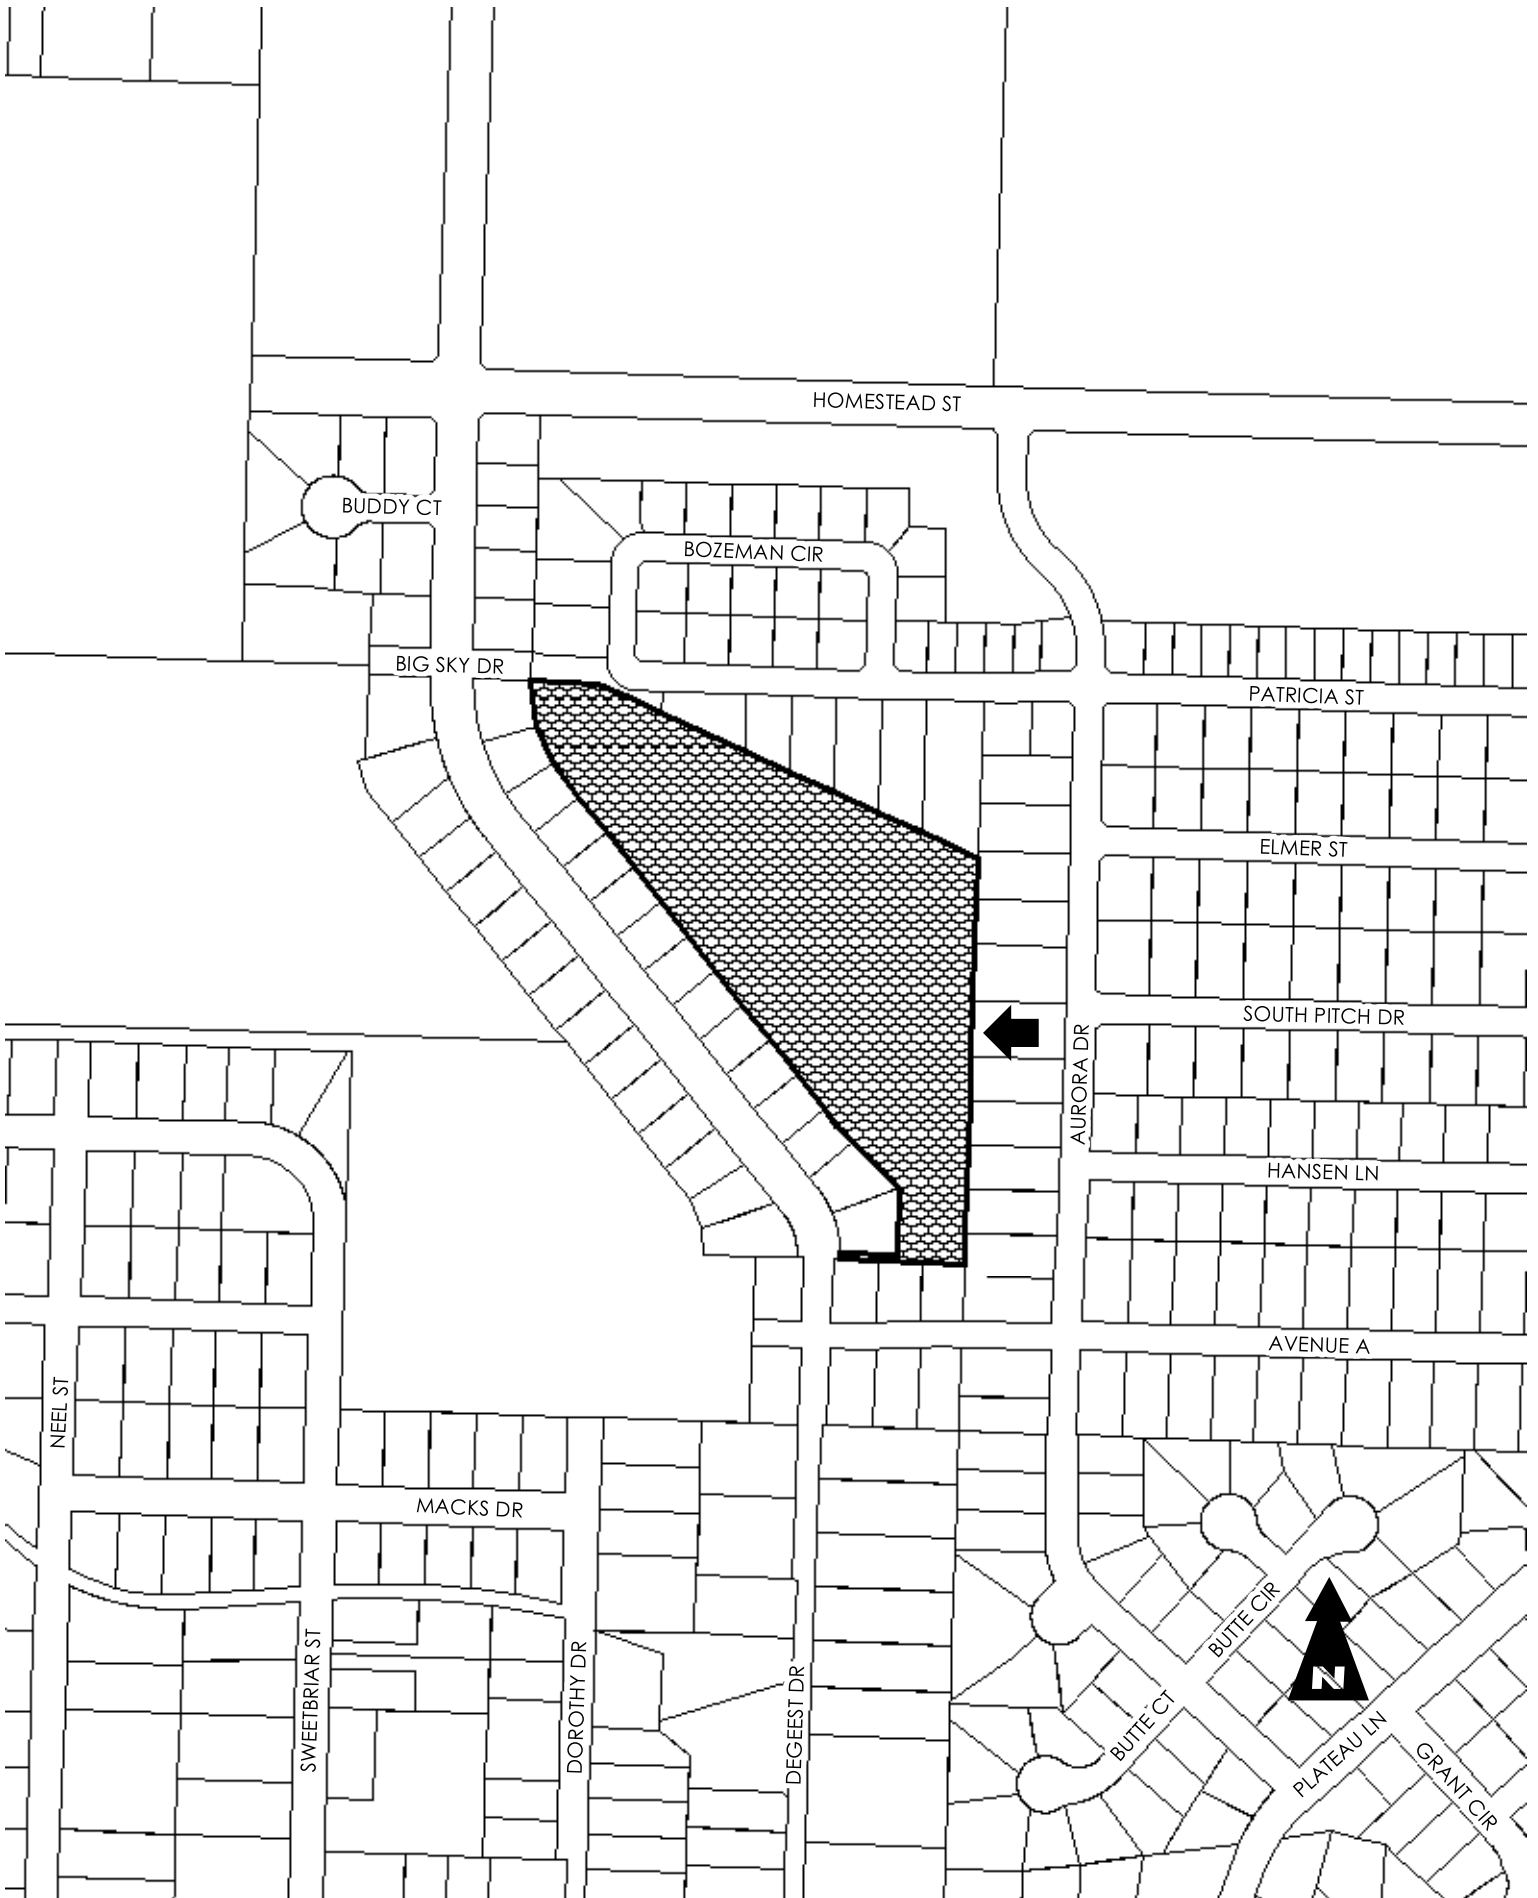 HOMESTEAD ST
BUDDY CT
BOZEMAN CIR
BIG SKY DR
PATRICIA ST
ELMER ST
SOUTH PITCH DR
AURORA DR
HANSEN LN
AVENUE A
NEEL ST
MACKS DR
BUTTE CIR
SWEETBRIAR ST
DOROTHY DR
DEGEEST DR
BUTTE CT
N
PLATEAU LN
GRANT CIR